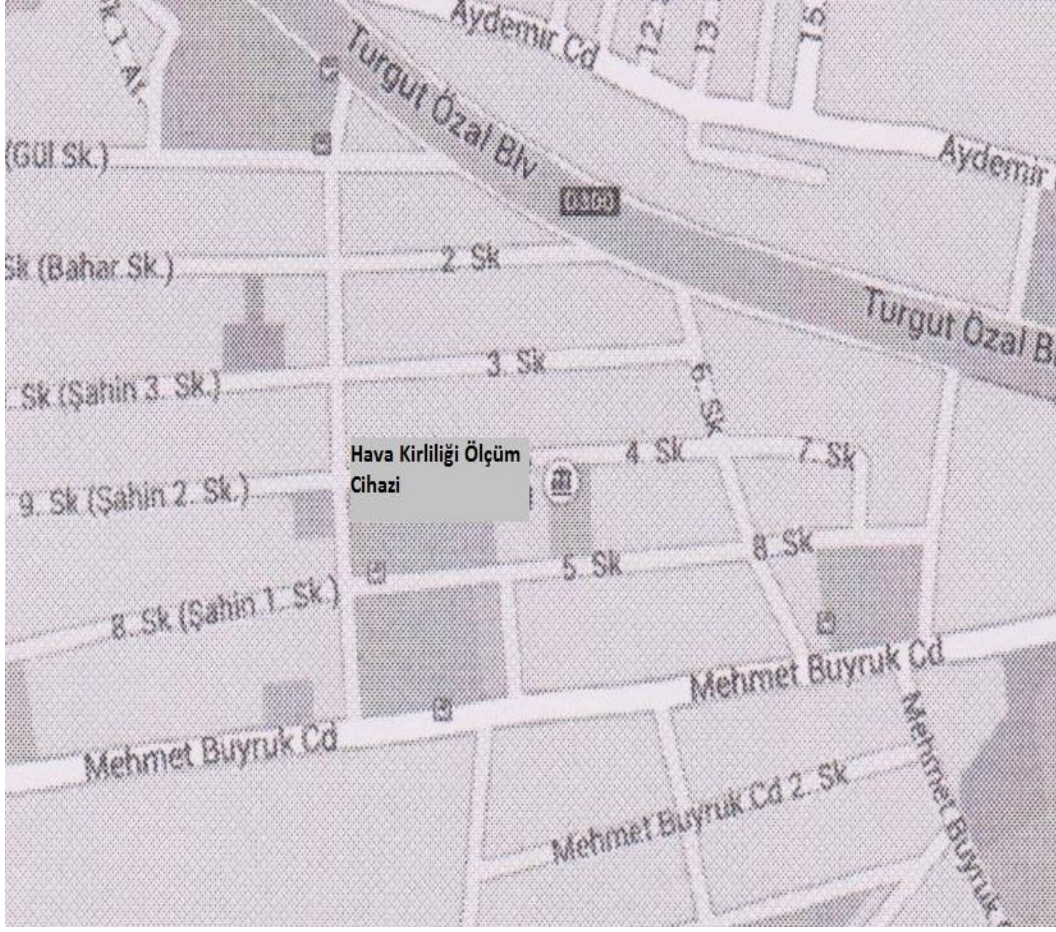 Aydemir Cd
12.
13.
15.
Turgut Özal Blv
(Gül Sk.)
Aydemir
D300
Sk (Bahar Sk.)
2. Sk
Turgut Özal B
3. Sk
Sk (Şahin 3. Sk.)
6. Sk
Hava Kirliliği Ölçüm
Cihazi
4. Sk
7. Sk
9. Sk (Şahin 2. Sk.)
8. Sk
5. Sk
8. Sk (Şahin 1. Sk.)
Mehmet Buyruk Cd
Mehmet Buyruk Cd
Mehmet Buyruk
Mehmet Buyruk Cd 2. Sk